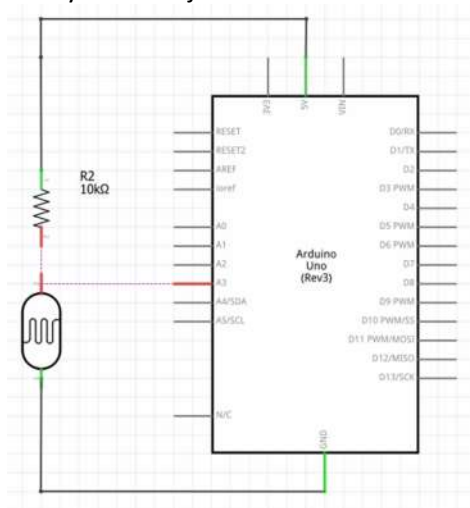 3V3
5V
VIN
RESET
RESET2
AREF
ioref
A0
A1
A2
A3
A4/SDA
A5/SCL
N/C
R2
10kΩ
Arduino
Uno
(Rev3)
D0/RX
D1/TX
D2
D3 PWM
D4
D5 PWM
D6 PWM
D7
D8
D9 PWM
D10 PWM/SS
D11 PWM/MOSI
D12/MISO
D13/SCK
GND